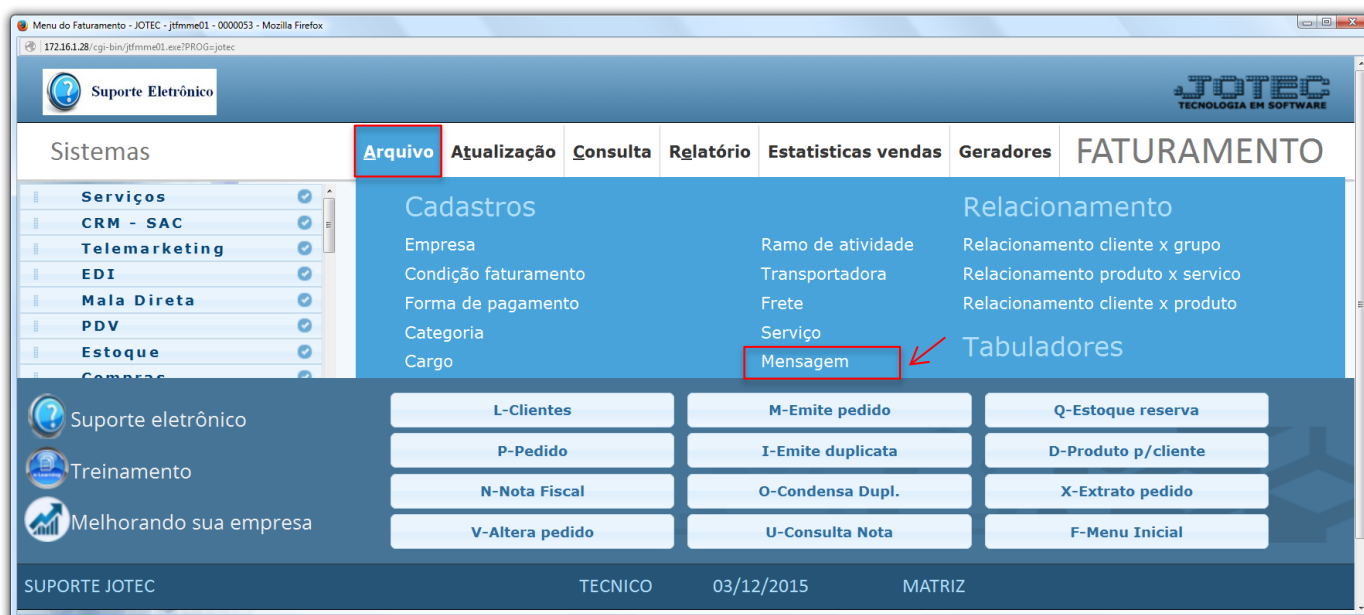 Menu do Faturamento - JOTEC - jtfmme01 - 0000053 - Mozilla Firefox
172.16.1.28/cgi-bin/jtfmme01.exe?PROG=jotec
Suporte Eletrônico
JOTEC
TECNOLOGIA EM SOFTWARE
Sistemas
Arquivo Atualização Consulta Relatório Estatisticas vendas Geradores FATURAMENTO
Serviços
CRM - SAC
Telemarketing
EDI
Mala Direta
PDV
Estoque
Compras
Cadastros
Empresa
Condição faturamento
Forma de pagamento
Categoria
Cargo
Ramo de atividade
Transportadora
Frete
Serviço
Mensagem
Relacionamento
Relacionamento cliente x grupo
Relacionamento produto x servico
Relacionamento cliente x produto
Tabuladores
Suporte eletrônico
Treinamento
Melhorando sua empresa
L-Clientes M-Emite pedido Q-Estoque reserva
P-Pedido I-Emite duplicata D-Produto p/cliente
N-Nota Fiscal O-Condensa Dupl. X-Extrato pedido
V-Altera pedido U-Consulta Nota F-Menu Inicial
SUPORTE JOTEC TECNICO 03/12/2015 MATRIZ